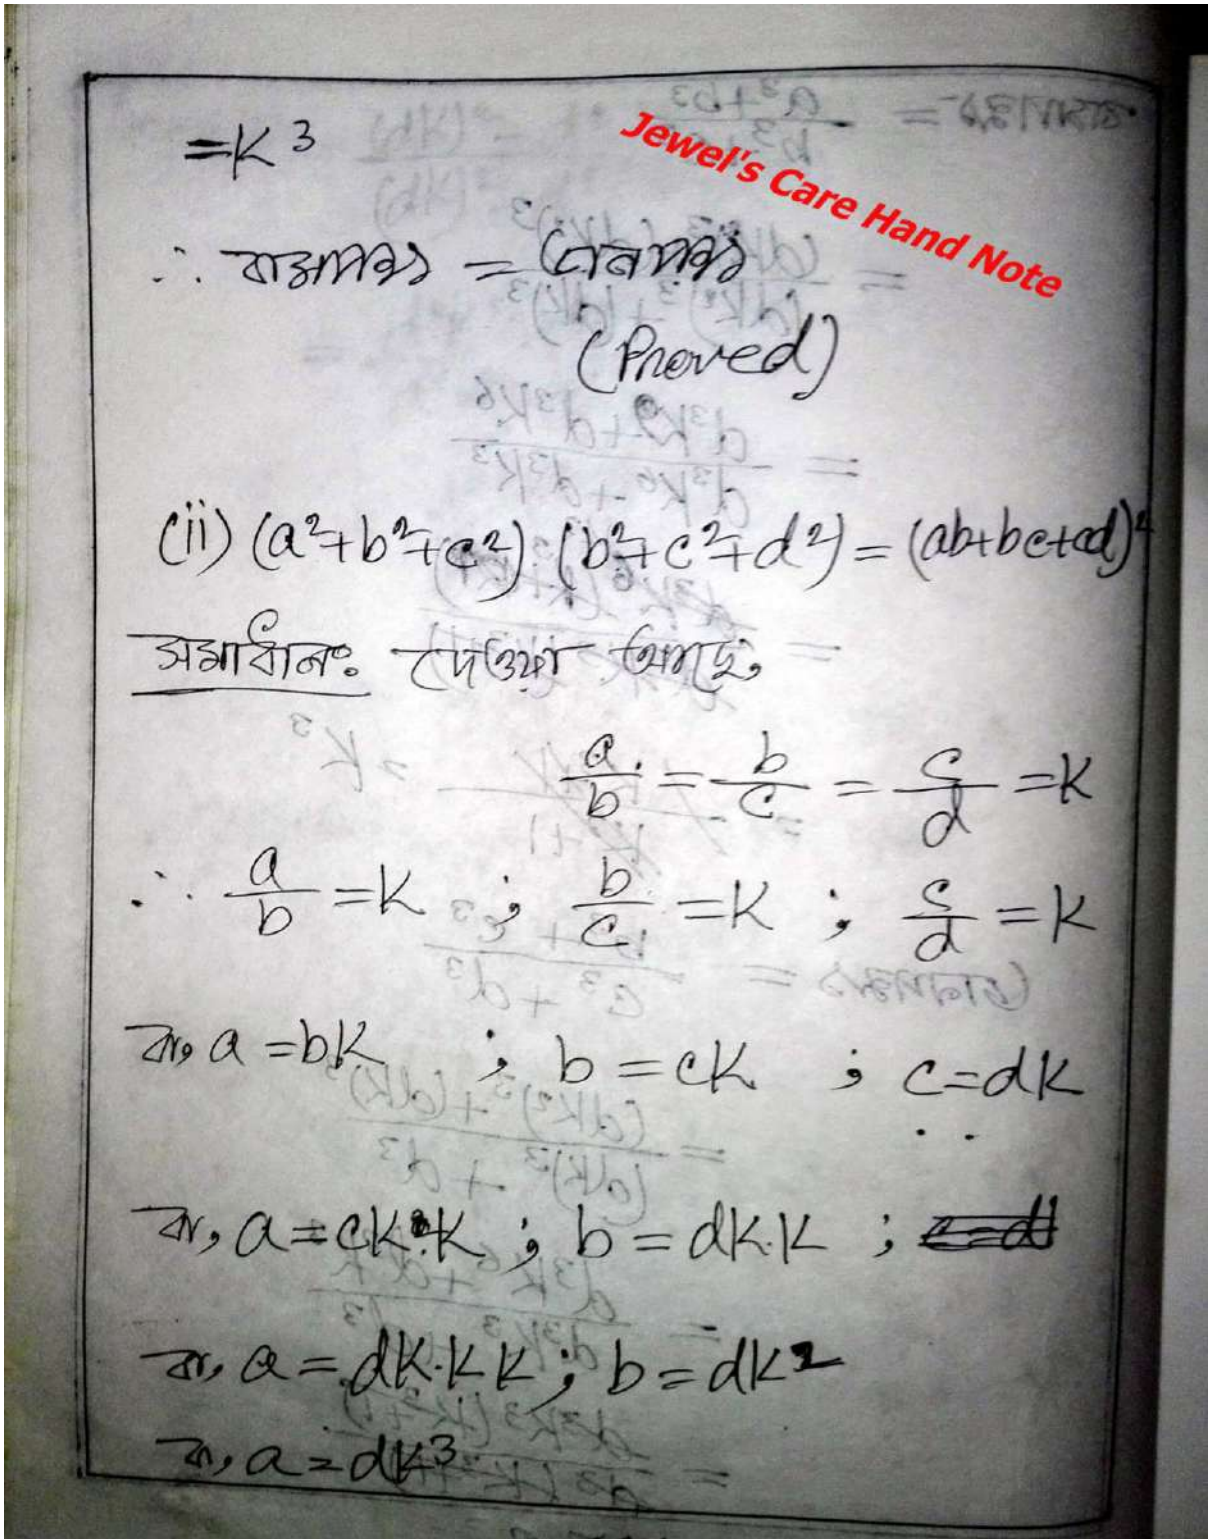 = K³
Jewel's Care Hand Note
∴ বামপক্ষ = ডানপক্ষ
(Proved)
(ii) (a²+b²+c²) (b²+c²+d²) = (ab+bc+cd)²
সমাধানঃ দেওয়া আছে,
a/b = b/c = c/d = K
∴ a/b = K ; b/c = K ; c/d = K
বা, a = bK ; b = cK ; c = dK
বা, a = cK.K ; b = dK.K ;
বা, a = dK.K K ; b = dK²
বা, a = dK³